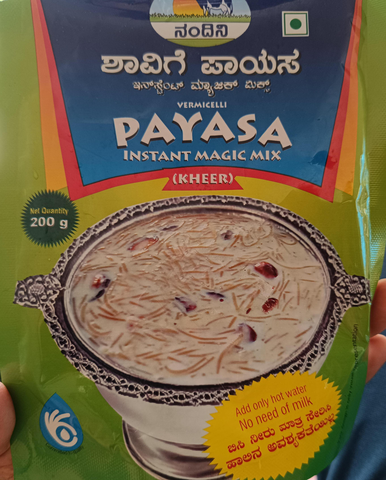 ನಂದಿನಿ
ಶಾವಿಗೆ ಪಾಯಸ
ಇನ್‌ಸ್ಟೆಂಟ್ ಮ್ಯಾಜಿಕ್ ಮಿಕ್ಸ್
VERMICELLI
PAYASA
INSTANT MAGIC MIX
(KHEER)
Net Quantity
200 g
Add only hot water
No need of milk
ಬಿಸಿ ನೀರು ಮಾತ್ರ ಸೇರಿಸಿ
ಹಾಲಿನ ಅವಶ್ಯಕತೆಯಿಲ್ಲ